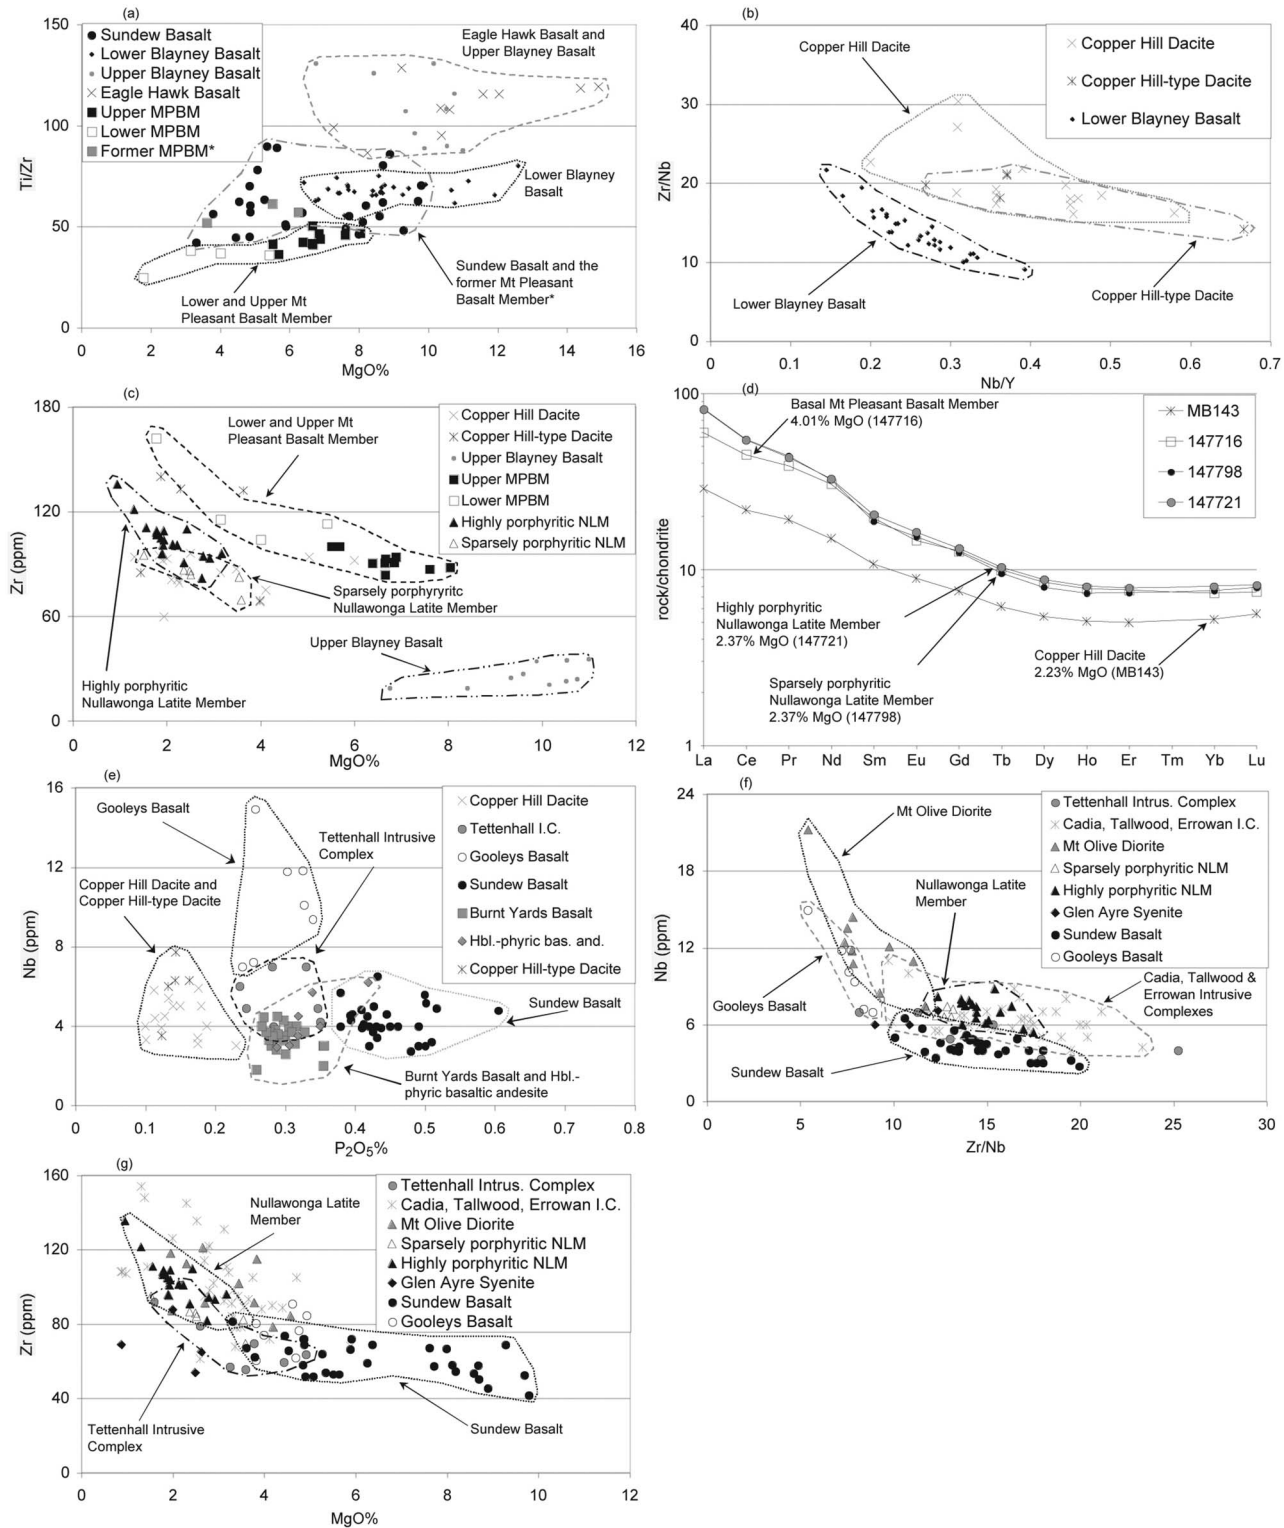 (a)
150
100
50
0
Ti/Zr
Sundew Basalt
Lower Blayney Basalt
Upper Blayney Basalt
Eagle Hawk Basalt
Upper MPBM
Lower MPBM
Former MPBM*
Eagle Hawk Basalt and
Upper Blayney Basalt
Lower Blayney
Basalt
Sundew Basalt and the
former Mt Pleasant
Basalt Member*
Lower and Upper Mt
Pleasant Basalt Member
0 2 4 6 8 10 12 14 16
MgO%
(b)
40
30
20
10
0
Zr/Nb
Copper Hill Dacite
Copper Hill Dacite
Copper Hill-type Dacite
Lower Blayney Basalt
Lower Blayney Basalt
Copper Hill-type Dacite
0 0.1 0.2 0.3 0.4 0.5 0.6 0.7
Nb/Y
(c)
180
120
60
0
Zr (ppm)
Lower and Upper Mt
Pleasant Basalt Member
Copper Hill Dacite
Copper Hill-type Dacite
Upper Blayney Basalt
Upper MPBM
Lower MPBM
Highly porphyritic NLM
Sparsely porphyritic NLM
Sparsely porphyryritc
Nullawonga Latite Member
Upper Blayney Basalt
Highly porphyritic
Nullawonga Latite Member
0 2 4 6 8 10 12
MgO%
(d)
100
10
1
rock/chondrite
Basal Mt Pleasant Basalt Member
4.01% MgO (147716)
MB143
147716
147798
147721
Highly porphyritic
Nullawonga Latite Member
2.37% MgO (147721)
Sparsely porphyritic
Nullawonga Latite Member
2.37% MgO (147798)
Copper Hill Dacite
2.23% MgO (MB143)
La Ce Pr Nd Sm Eu Gd Tb Dy Ho Er Tm Yb Lu
(e)
16
12
8
4
0
Nb (ppm)
Gooleys Basalt
Tettenhall Intrusive
Complex
Copper Hill Dacite and
Copper Hill-type Dacite
Copper Hill Dacite
Tettenhall I.C.
Gooleys Basalt
Sundew Basalt
Burnt Yards Basalt
Hbl.-phyric bas. and.
Copper Hill-type Dacite
Sundew Basalt
Burnt Yards Basalt and Hbl.-
phyric basaltic andesite
0 0.1 0.2 0.3 0.4 0.5 0.6 0.7 0.8
P2O5%
(f)
24
18
12
6
0
Nb (ppm)
Mt Olive Diorite
Nullawonga Latite
Member
Tettenhall Intrus. Complex
Cadia, Tallwood, Errowan I.C.
Mt Olive Diorite
Sparsely porphyritic NLM
Highly porphyritic NLM
Glen Ayre Syenite
Sundew Basalt
Gooleys Basalt
Gooleys Basalt
Cadia, Tallwood &
Errowan Intrusive
Complexes
Sundew Basalt
0 5 10 15 20 25 30
Zr/Nb
(g)
160
120
80
40
0
Zr (ppm)
Nullawonga Latite
Member
Tettenhall Intrus. Complex
Cadia, Tallwood, Errowan I.C.
Mt Olive Diorite
Sparsely porphyritic NLM
Highly porphyritic NLM
Glen Ayre Syenite
Sundew Basalt
Gooleys Basalt
Tettenhall Intrusive
Complex
Sundew Basalt
0 2 4 6 8 10 12
MgO%